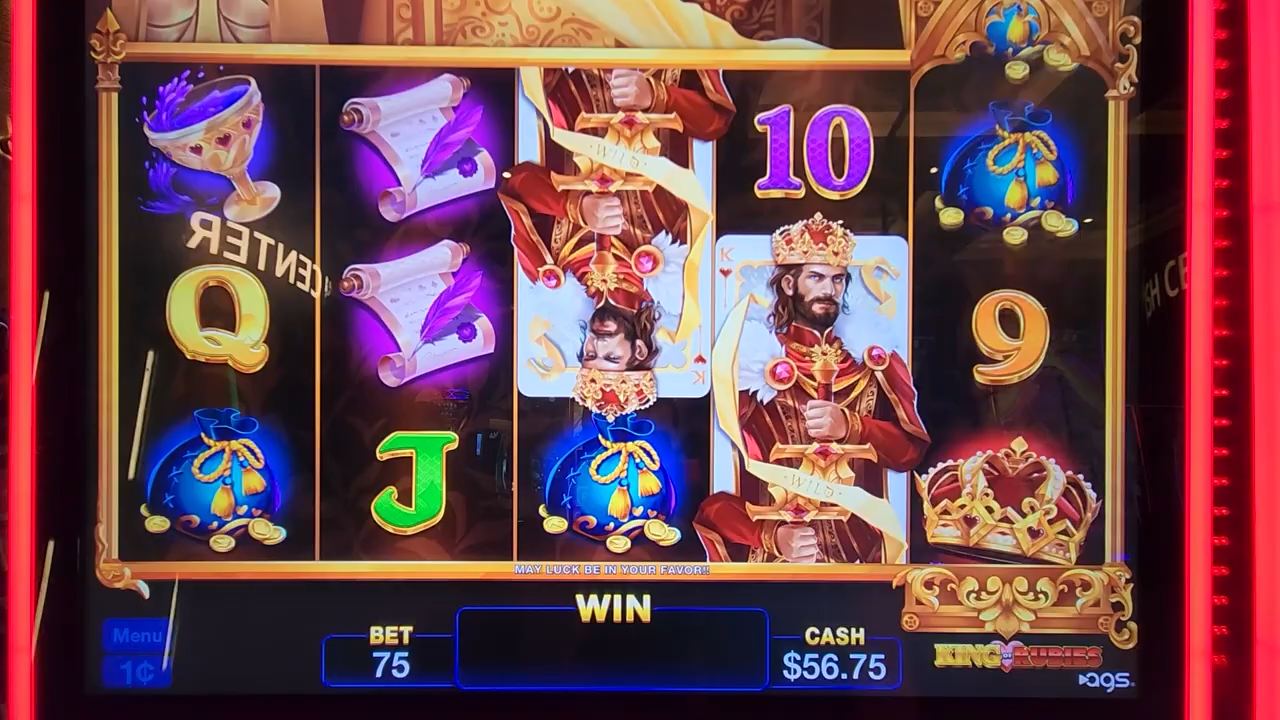 10
WILD
CENTER
Q
K
K
9
J
WILD
MAY LUCK BE IN YOUR FAVOR!!
WIN
Menu
BET
CASH
1¢
75
$56.75
KING OF RUBIES
ags